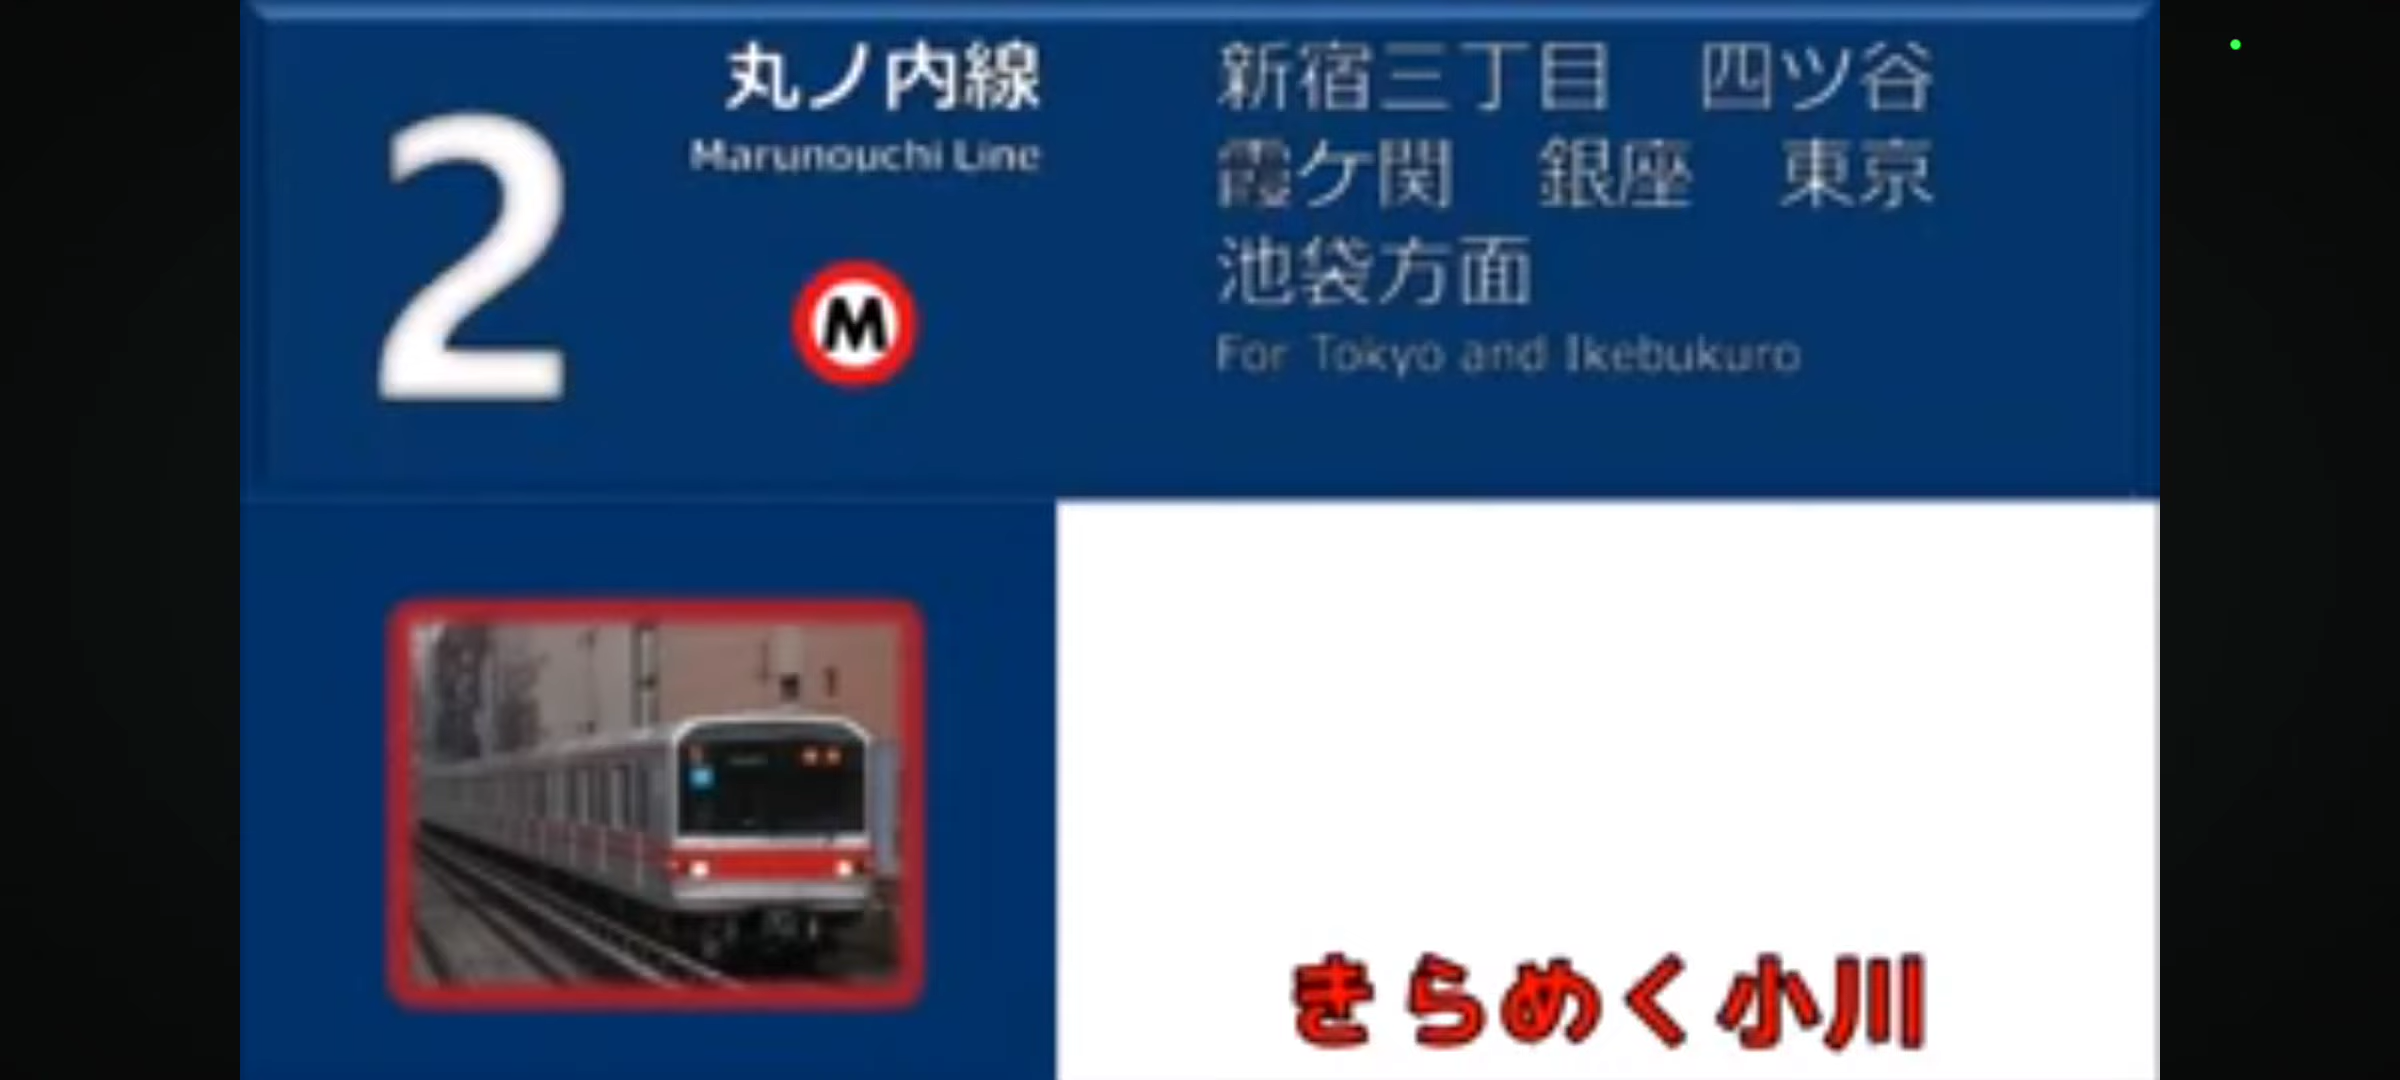 2
丸ノ内線
Marunouchi Line
M
新宿三丁目 四ツ谷
霞ケ関 銀座 東京
池袋方面
For Tokyo and Ikebukuro
きらめく小川